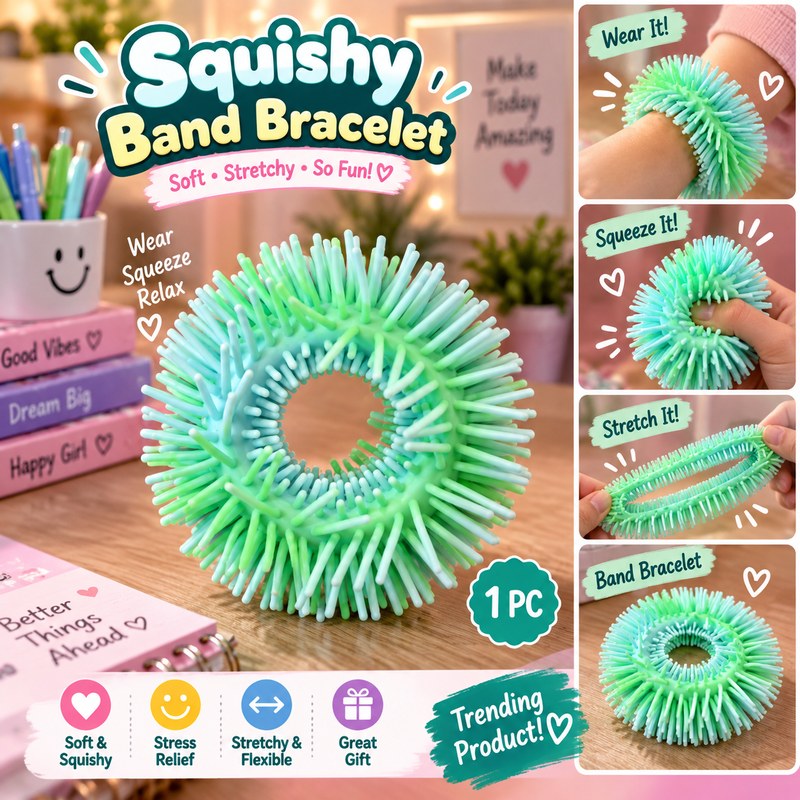 Squishy
Band Bracelet
Soft • Stretchy • So Fun!
Make
Today
Amazing
Wear
Squeeze
Relax
Good Vibes
Dream Big
Happy Girl
Better
Things
Ahead
1 PC
Soft &
Squishy
Stress
Relief
Stretchy &
Flexible
Great
Gift
Trending
Product!
Wear It!
Squeeze It!
Stretch It!
Band Bracelet